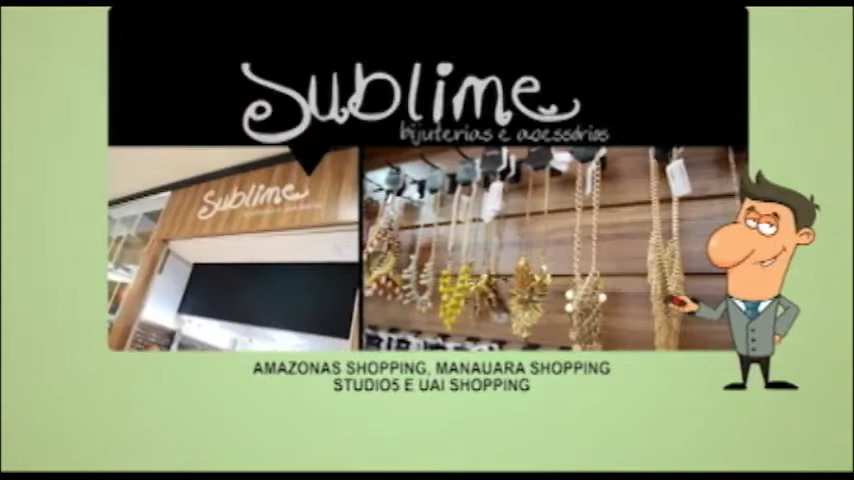 Sublime
bijuterias e acessórios
Sublime
AMAZONAS SHOPPING, MANAUARA SHOPPING
STUDIO5 E UAI SHOPPING